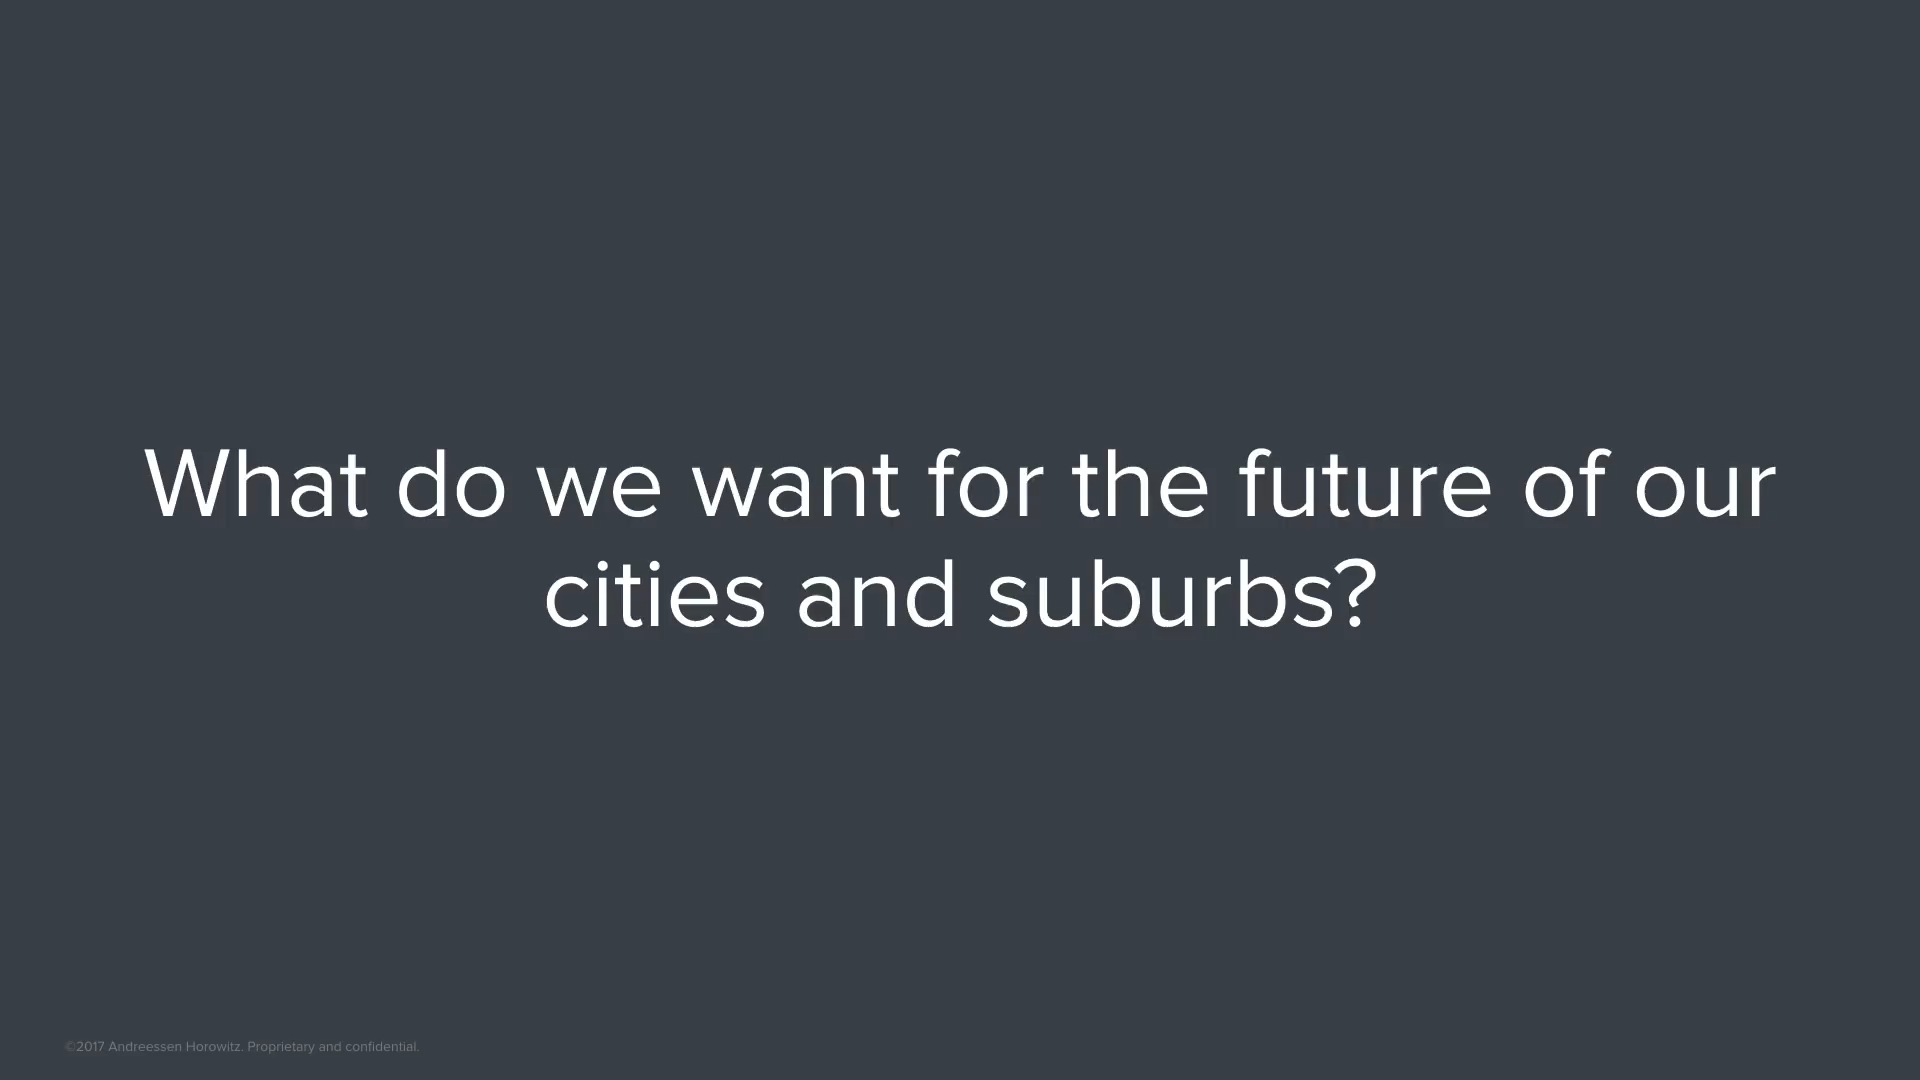 What do we want for the future of our
cities and suburbs?
©2017 Andreessen Horowitz. Proprietary and confidential.